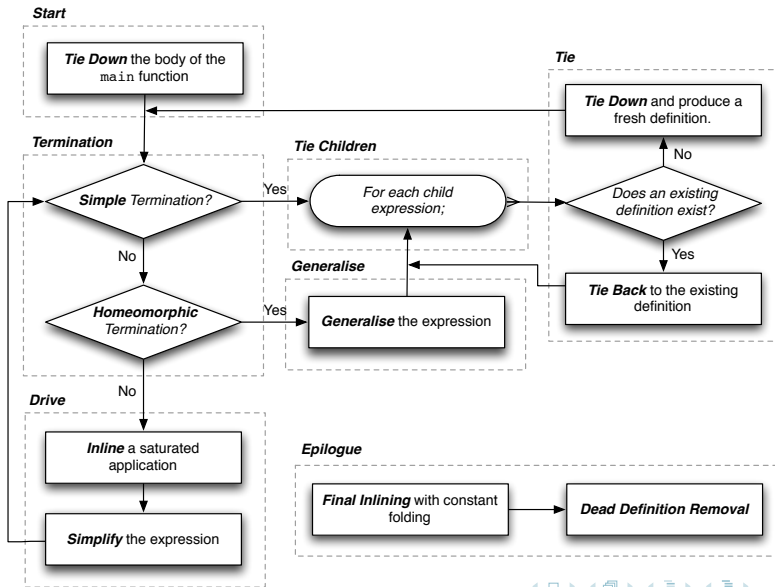 Start
Tie Down the body of the
main function
Termination
Simple Termination?
Yes
No
Homeomorphic
Termination?
Yes
No
Drive
Inline a saturated
application
Simplify the expression
Tie Children
For each child
expression;
Generalise
Generalise the expression
Tie
Tie Down and produce a
fresh definition.
No
Does an existing
definition exist?
Yes
Tie Back to the existing
definition
Epilogue
Final Inlining with constant
folding
Dead Definition Removal